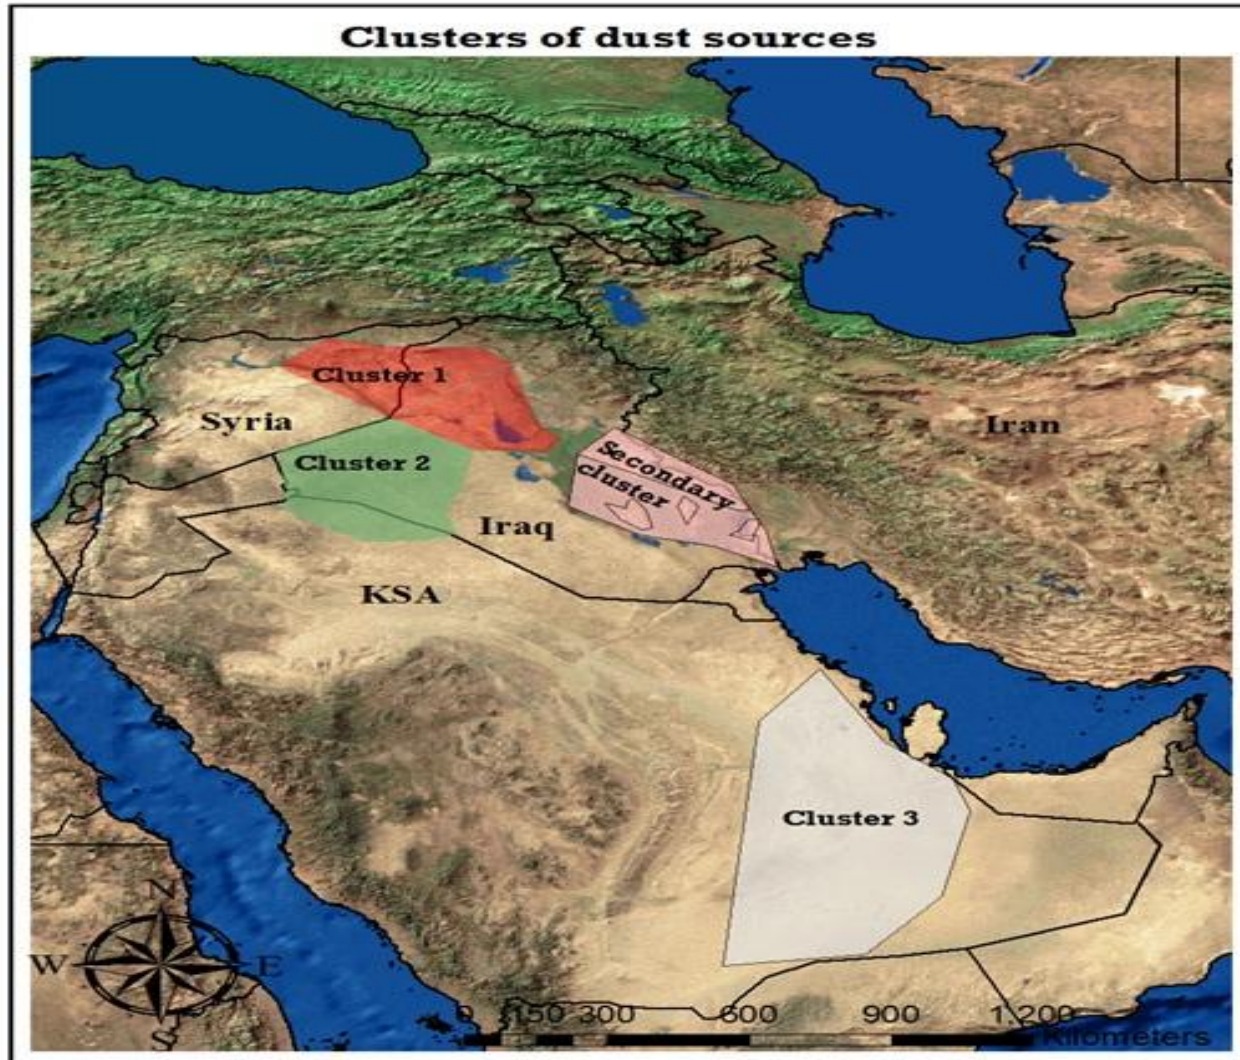 Clusters of dust sources
Cluster 1
Syria
Iran
Cluster 2
Secondary
cluster
Iraq
KSA
Cluster 3
N
W E
S
0 150 300 600 900 1.200
Kilometers